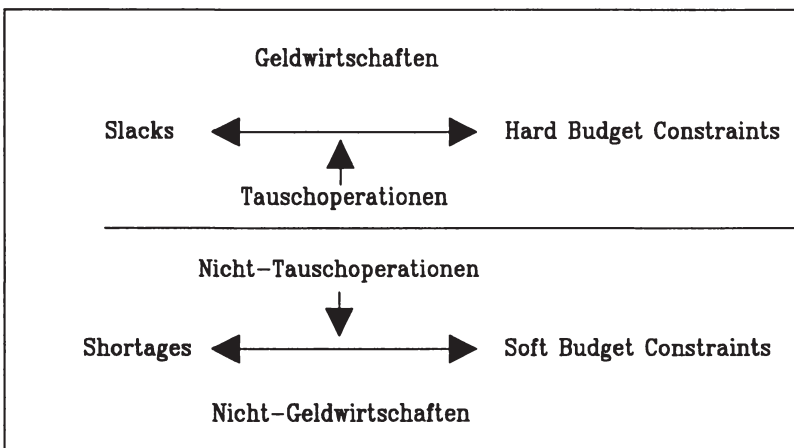 Geldwirtschaften
Slacks Hard Budget Constraints
Tauschoperationen
Nicht-Tauschoperationen
Shortages Soft Budget Constraints
Nicht-Geldwirtschaften